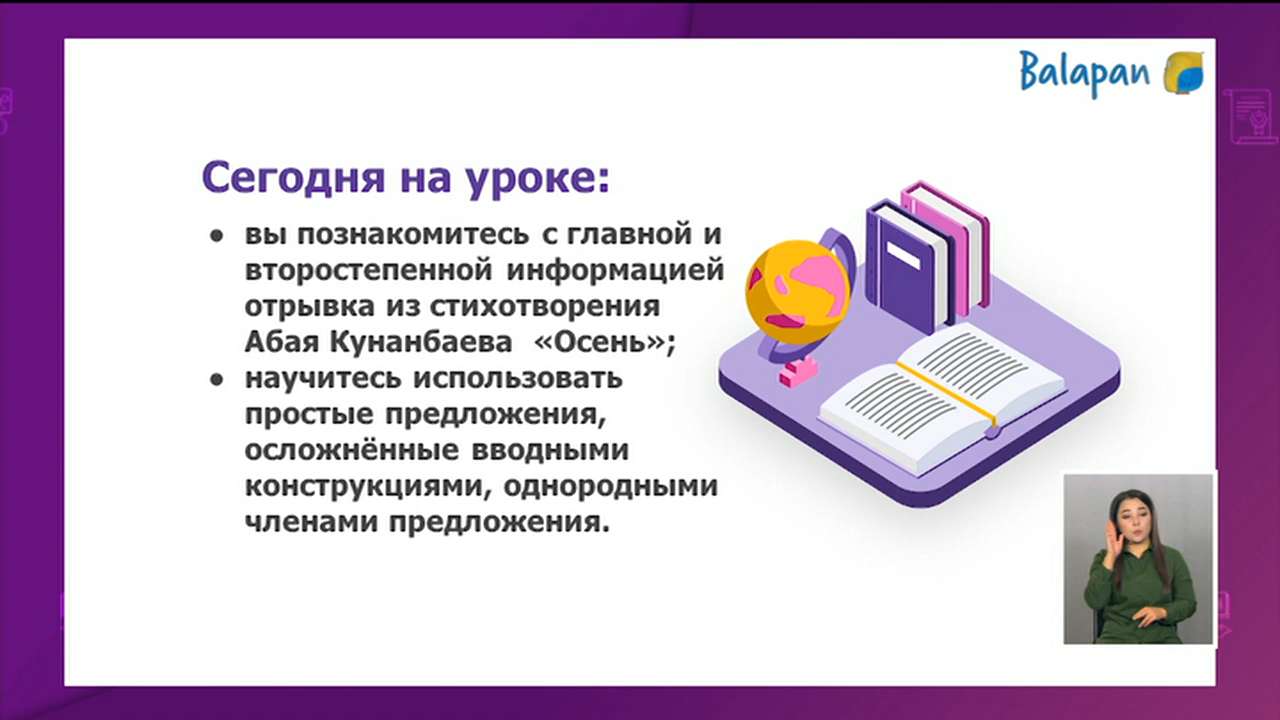 Balapan
Сегодня на уроке:
● вы познакомитесь с главной и
второстепенной информацией
отрывка из стихотворения
Абая Кунанбаева «Осень»;
● научитесь использовать
простые предложения,
осложнённые вводными
конструкциями, однородными
членами предложения.